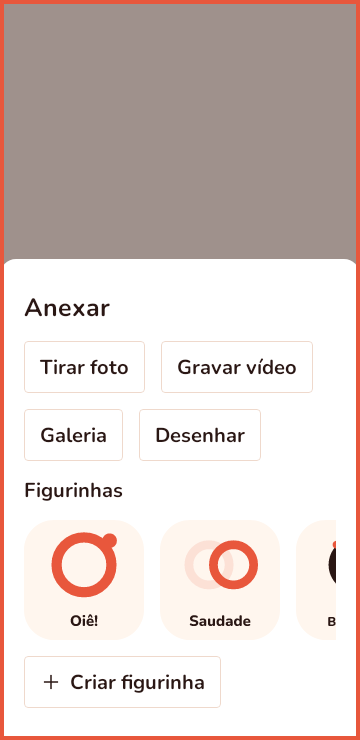 Anexar
Tirar foto
Gravar vídeo
Galeria
Desenhar
Figurinhas
Oiê!
Saudade
B
+ Criar figurinha